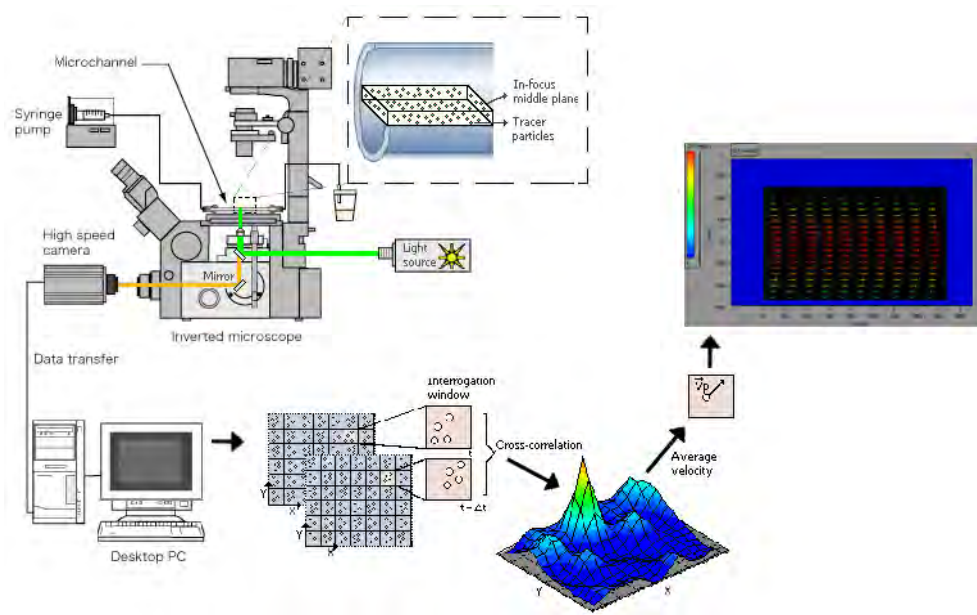 Microchannel
Syringe
pump
In-focus
middle plane
Tracer
particles
High speed
camera
Mirror
Light
source
Inverted microscope
Data transfer
Desktop PC
Interrogation
window
t
Cross-correlation
t-Δt
Y
X
Y
X
Average
velocity
Y
X